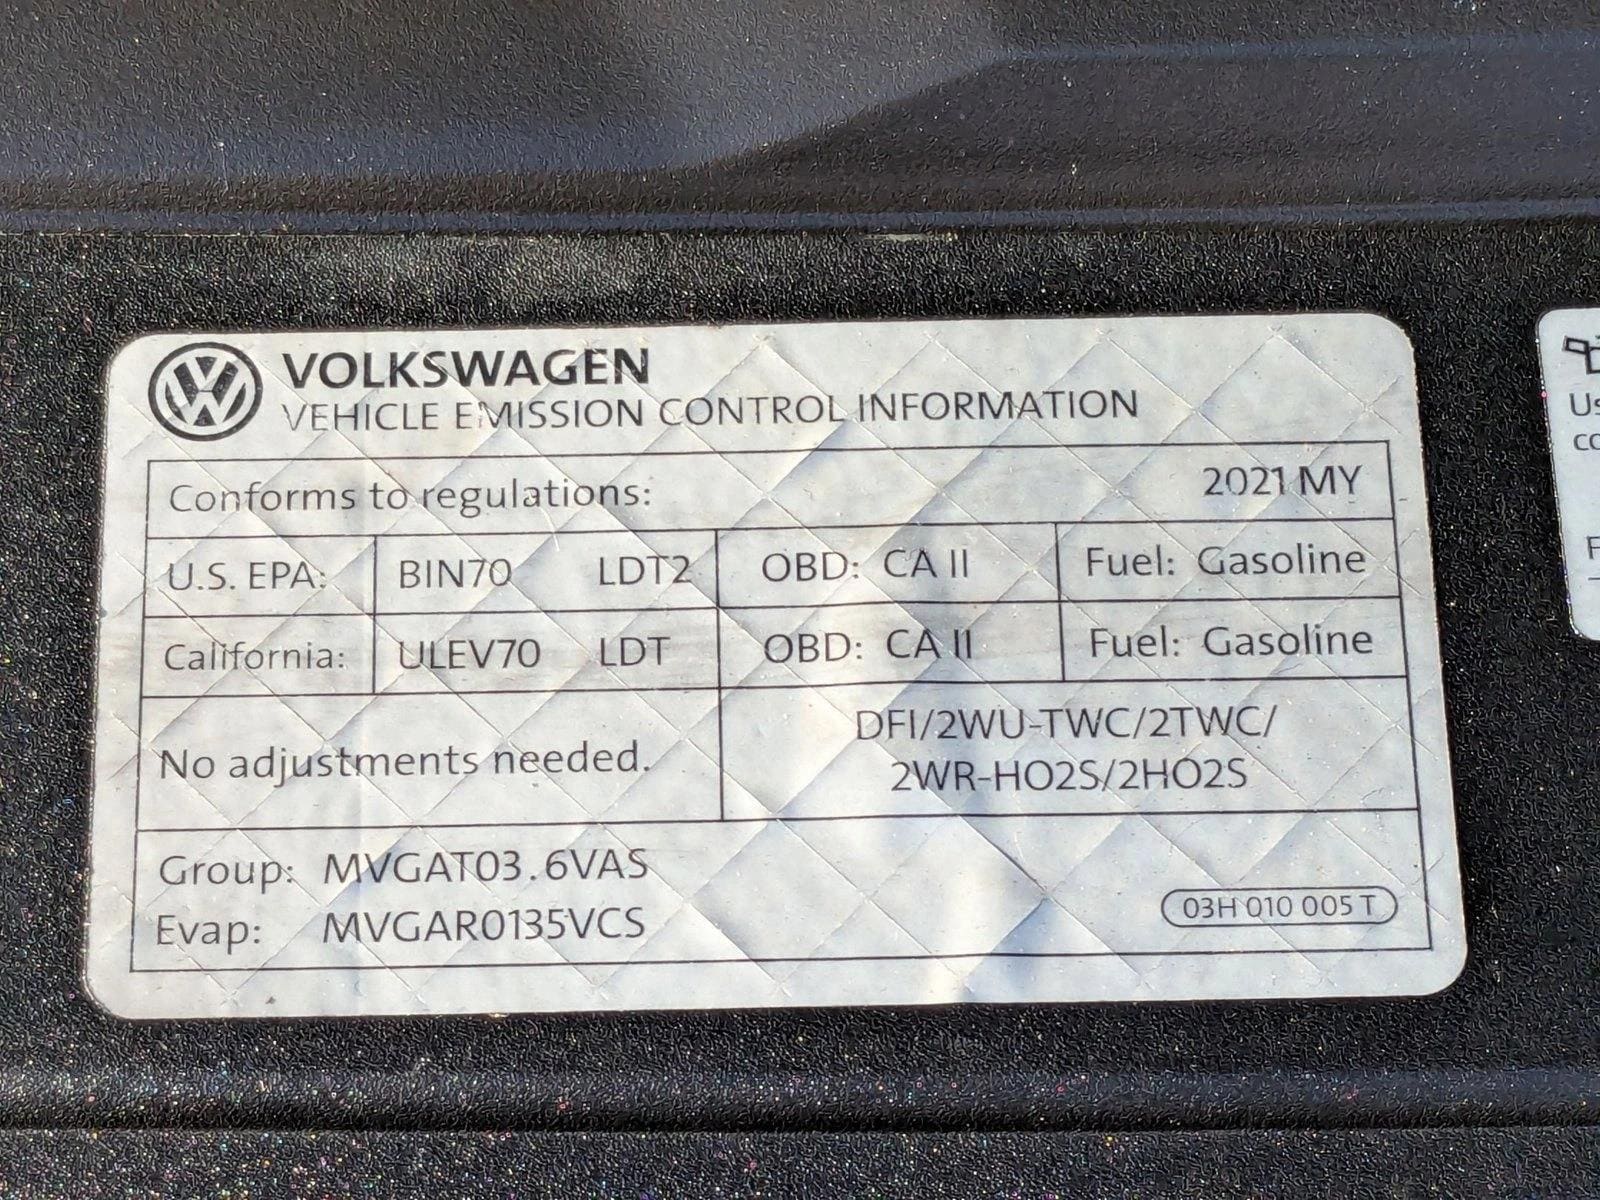 VOLKSWAGEN
VEHICLE EMISSION CONTROL INFORMATION
Conforms to regulations: 2021 MY
U.S. EPA: BIN70 LDT2 OBD: CA II Fuel: Gasoline
California: ULEV70 LDT OBD: CA II Fuel: Gasoline
No adjustments needed.
DFI/2WU-TWC/2TWC/
2WR-HO2S/2HO2S
Group: MVGAT03.6VAS
Evap: MVGAR0135VCS
03H 010 005 T